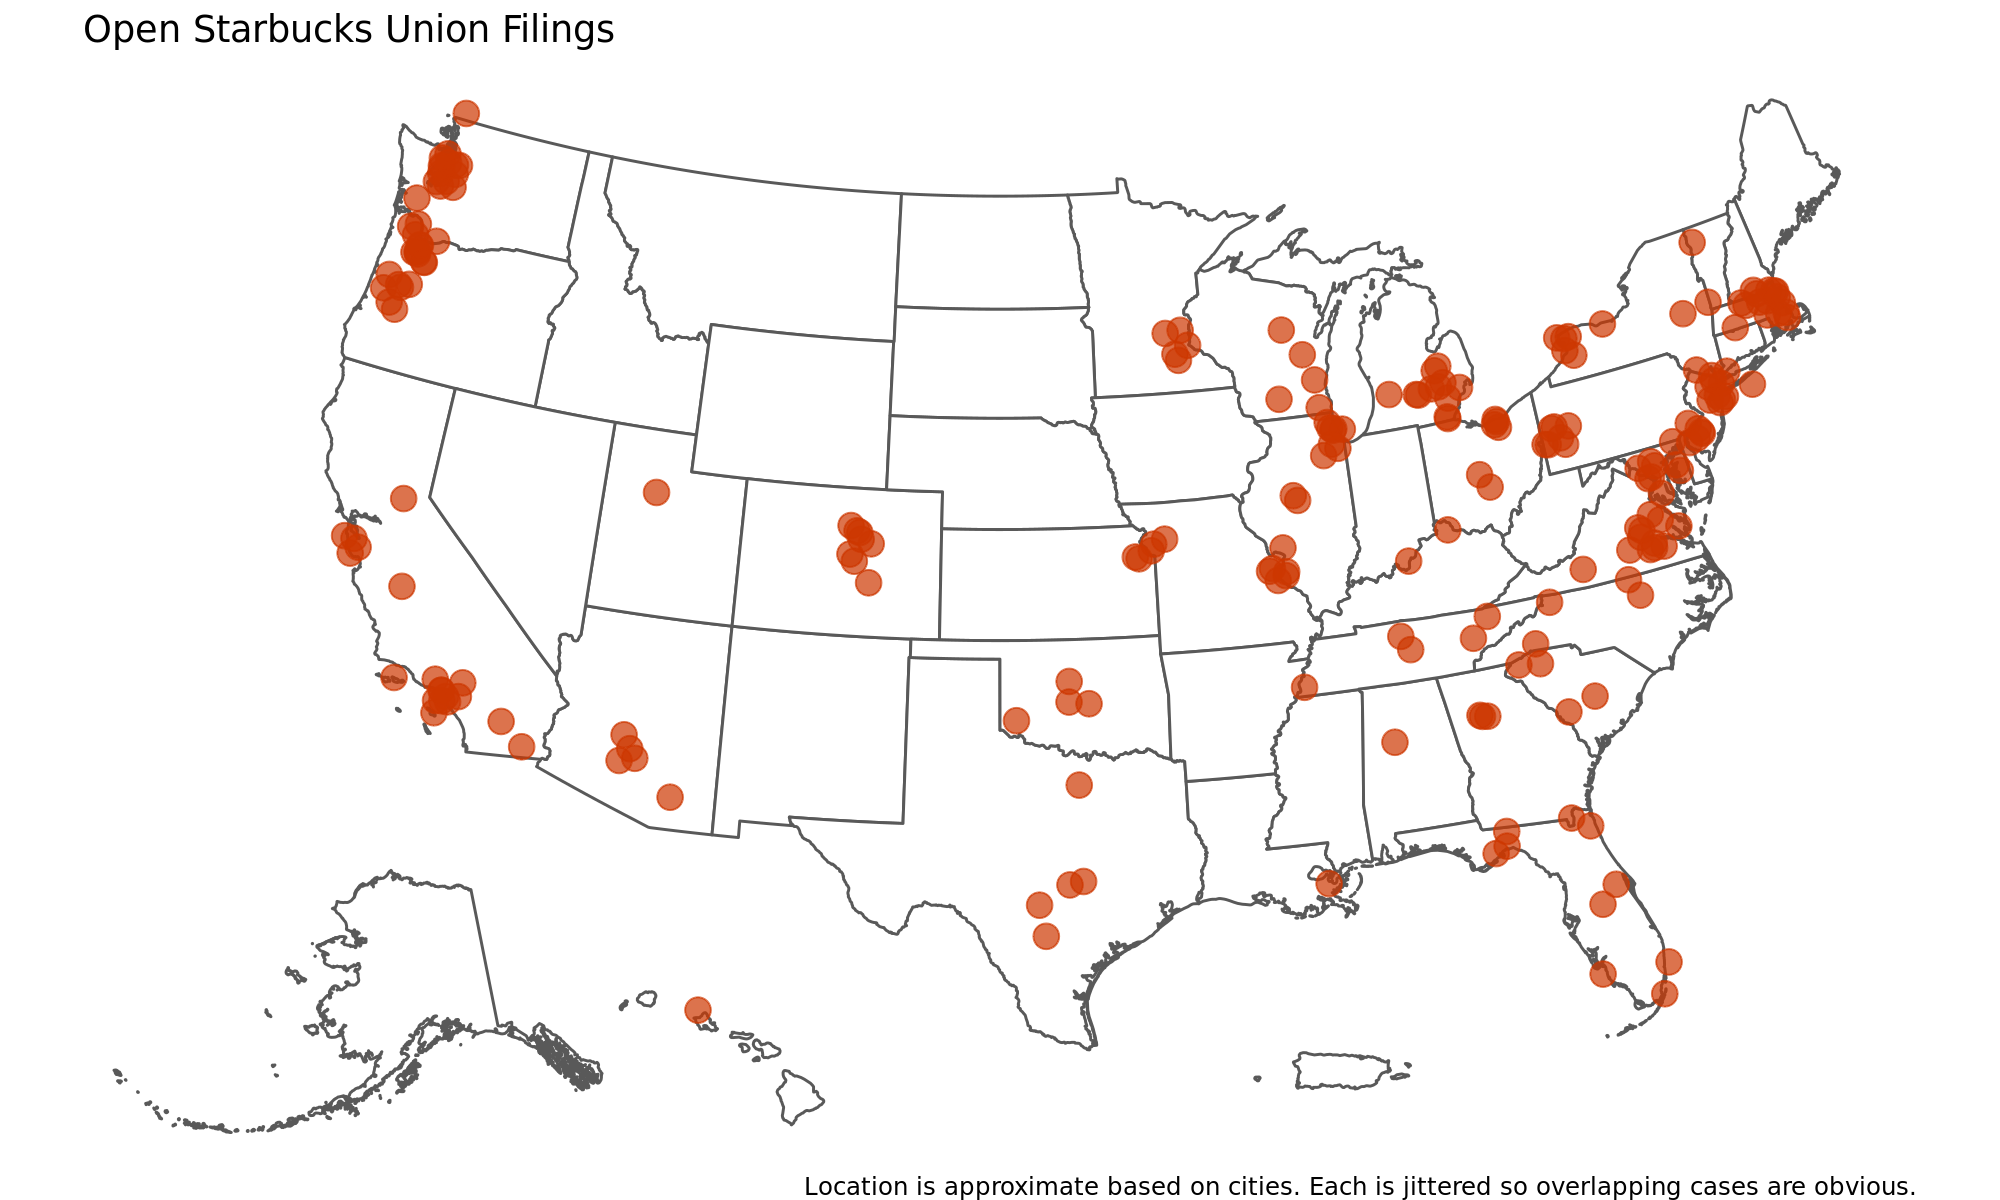 Open Starbucks Union Filings
Location is approximate based on cities. Each is jittered so overlapping cases are obvious.